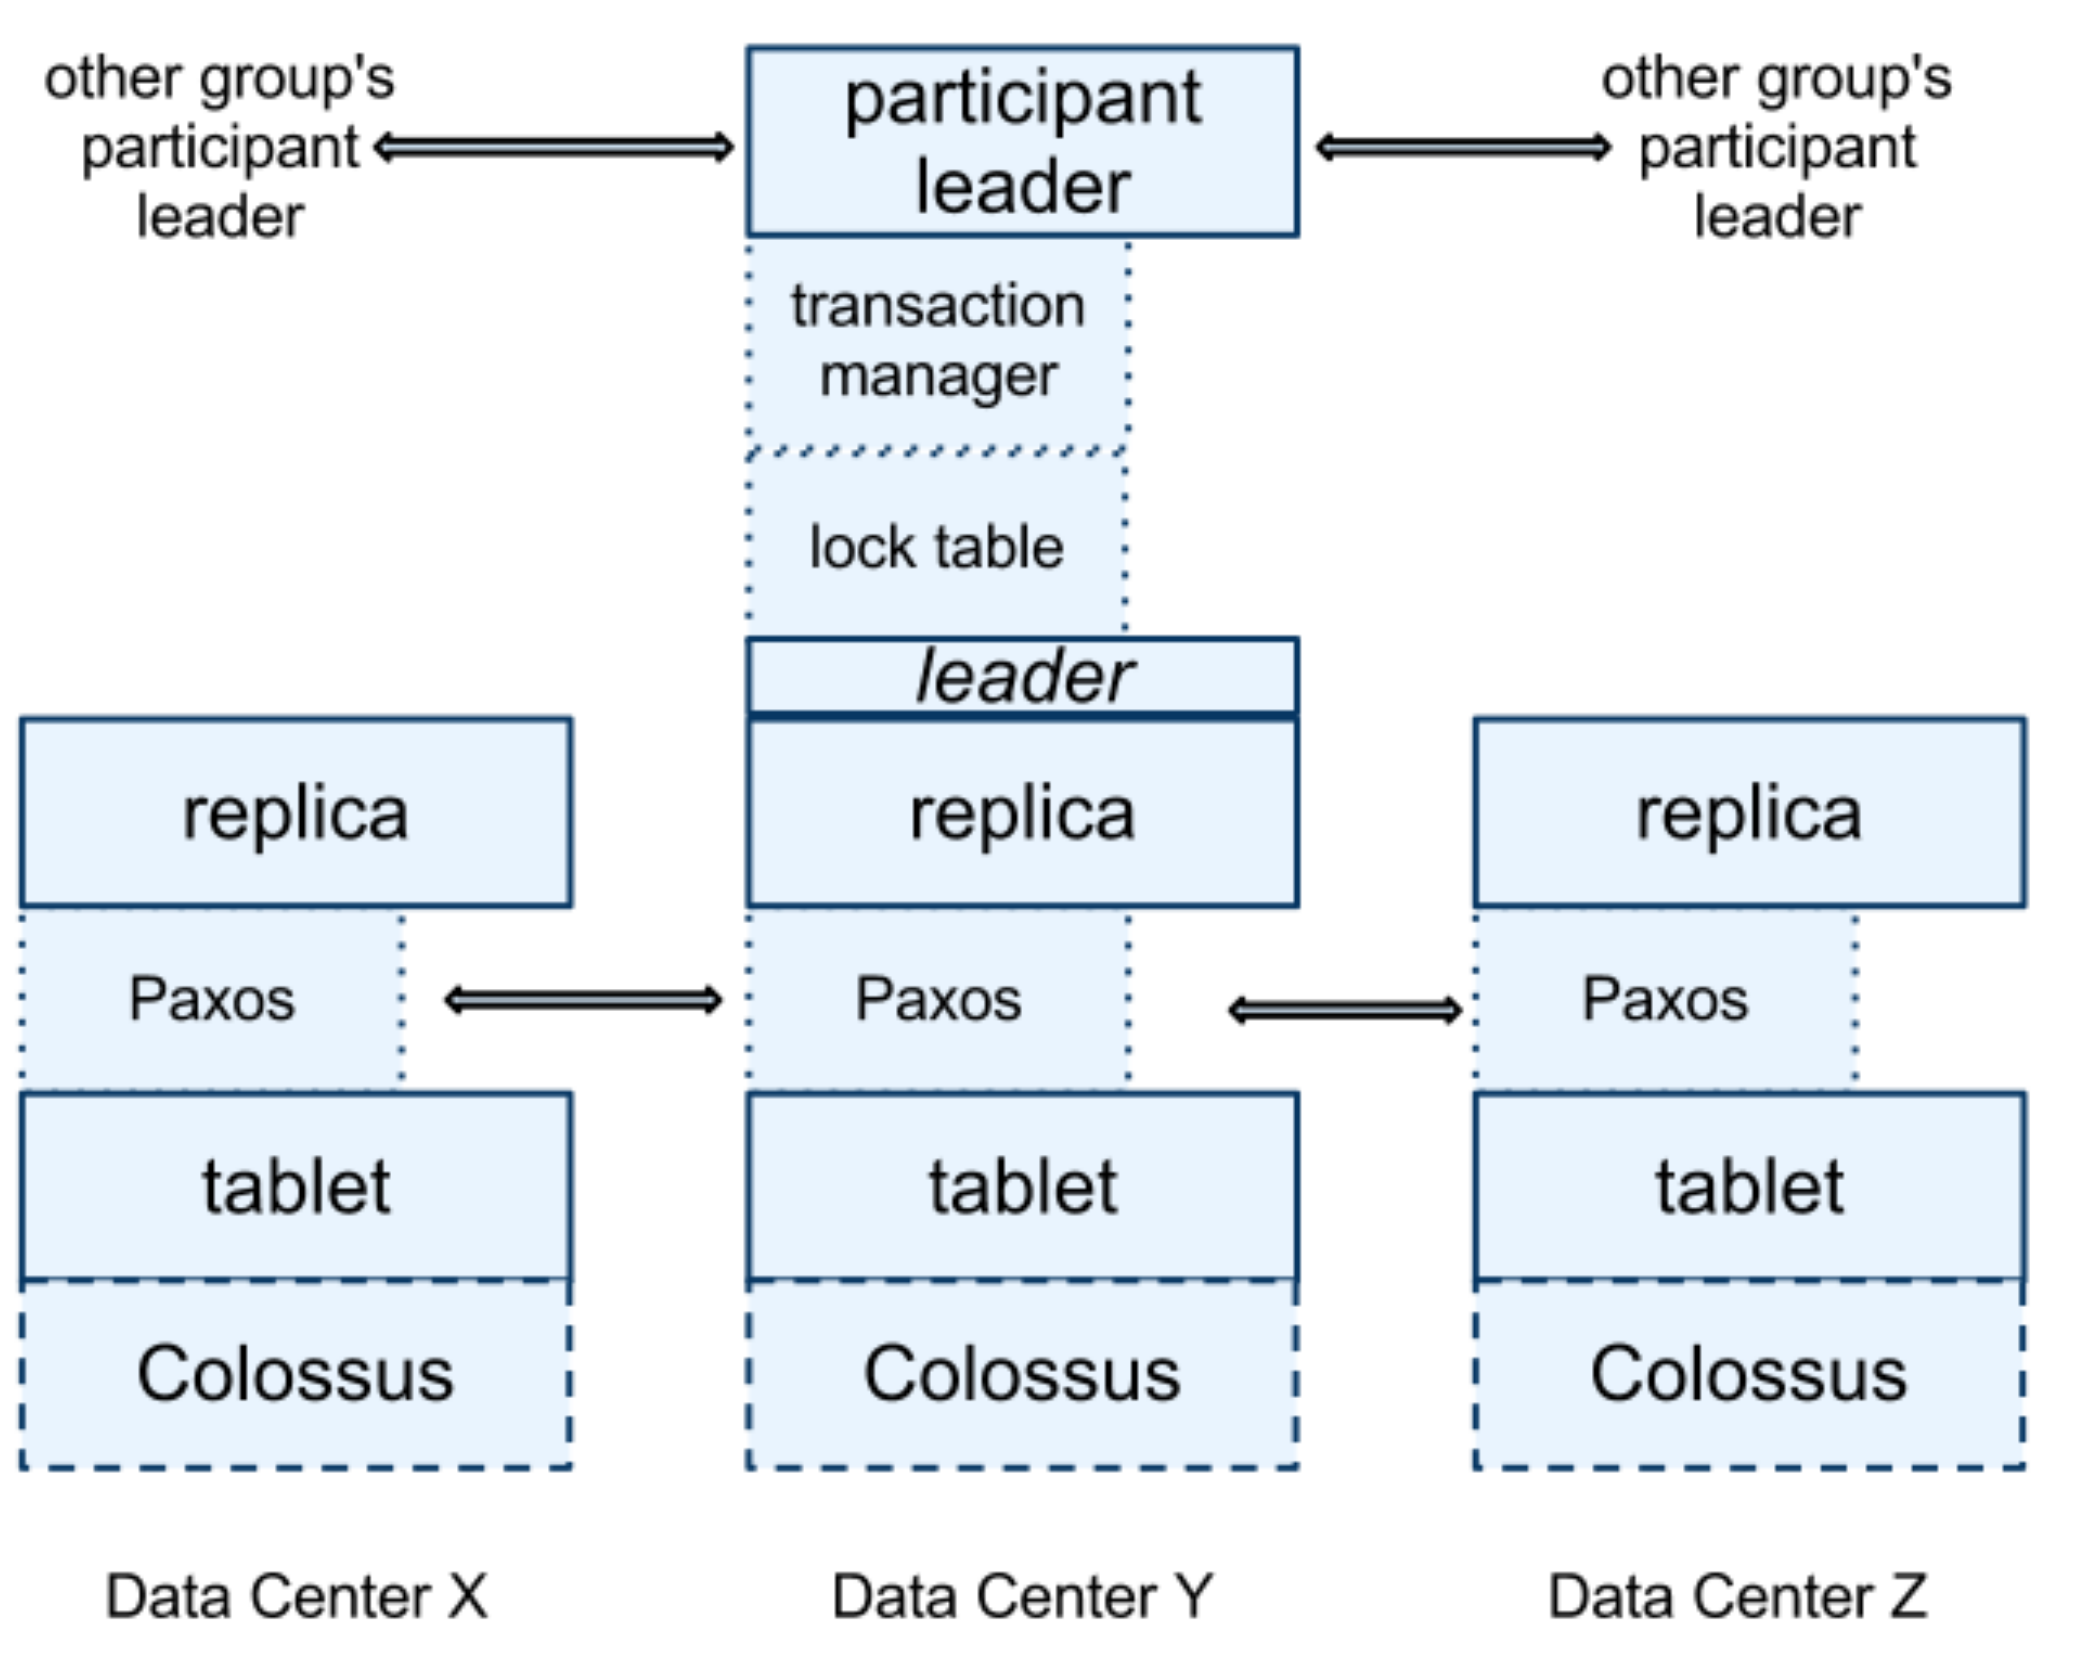 other group's
participant
leader
participant
leader
other group's
participant
leader
transaction
manager
lock table
leader
replica
replica
replica
Paxos
Paxos
Paxos
tablet
tablet
tablet
Colossus
Colossus
Colossus
Data Center X
Data Center Y
Data Center Z